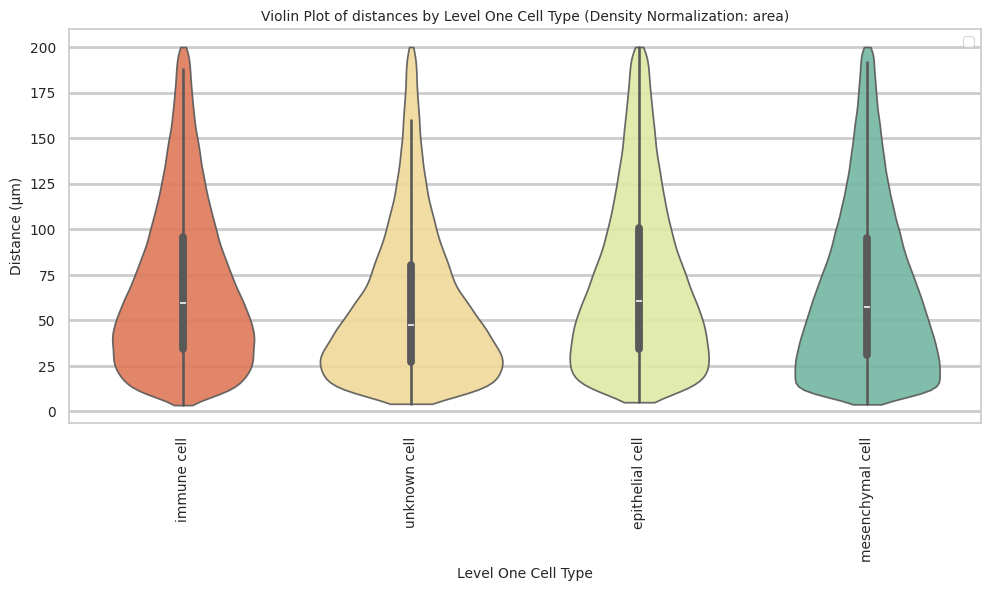 Violin Plot of distances by Level One Cell Type (Density Normalization: area)
Distance (μm)
200
175
150
125
100
75
50
25
0
immune cell
unknown cell
epithelial cell
mesenchymal cell
Level One Cell Type